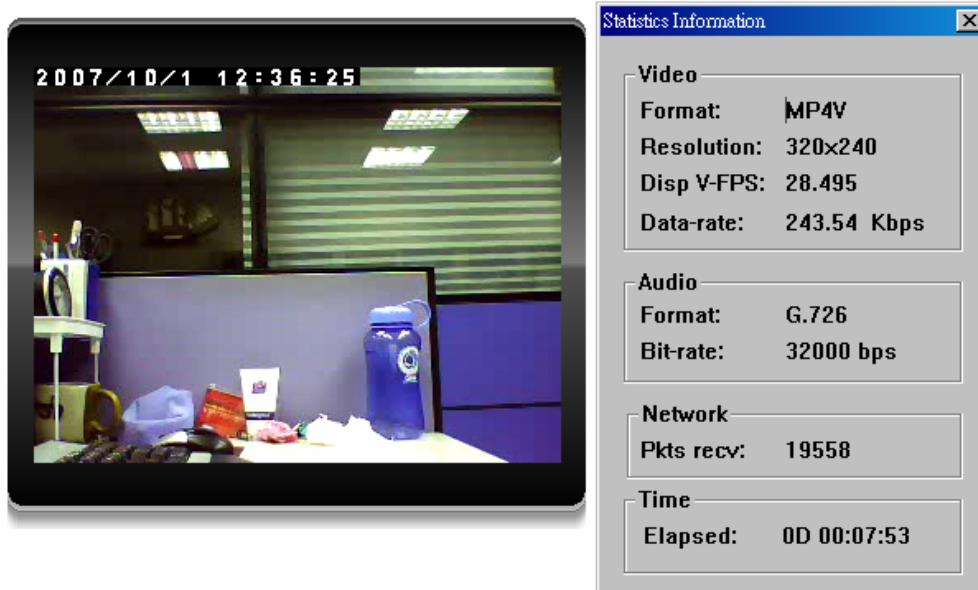 2007/10/1 12:36:25
Statistics Information
Video
Format: MP4V
Resolution: 320x240
Disp V-FPS: 28.495
Data-rate: 243.54 Kbps
Audio
Format: G.726
Bit-rate: 32000 bps
Network
Pkts recv: 19558
Time
Elapsed: 0D 00:07:53